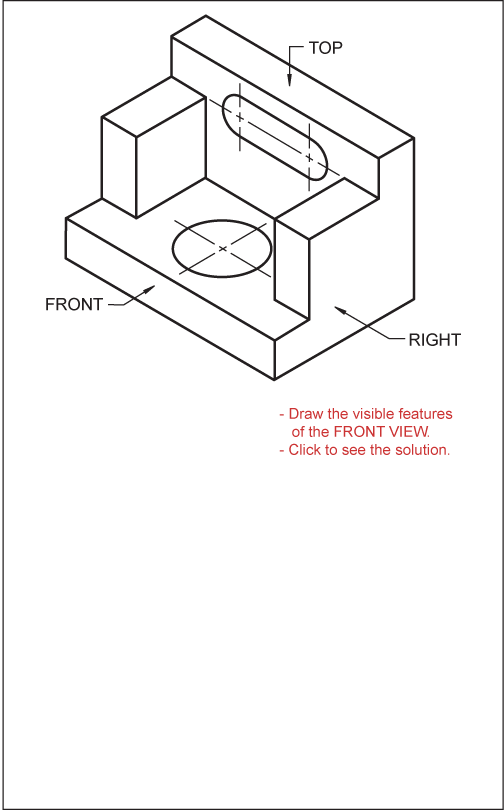 TOP
FRONT
RIGHT
- Draw the visible features
of the FRONT VIEW.
- Click to see the solution.